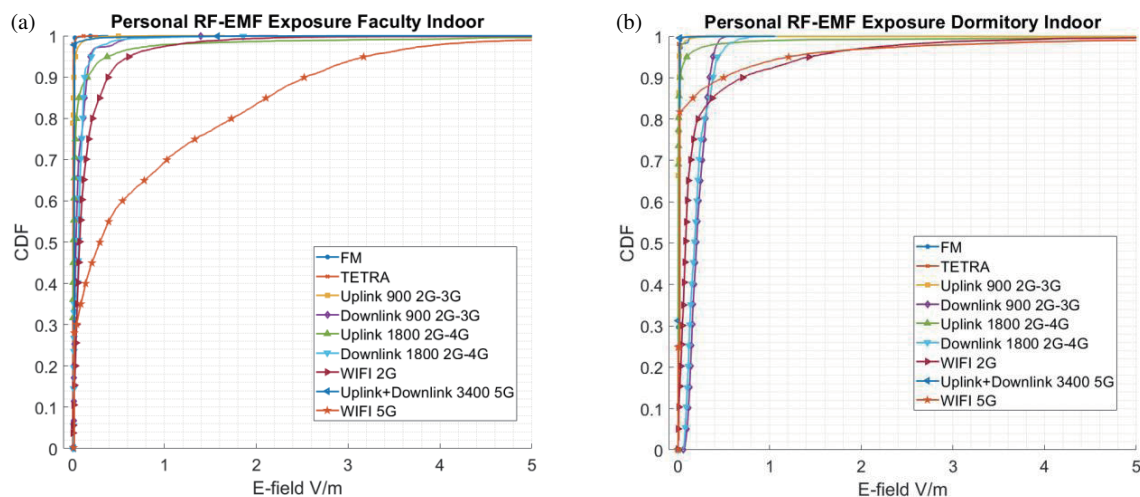 (a)
Personal RF-EMF Exposure Faculty Indoor
1
0.9
0.8
0.7
0.6
0.5
0.4
0.3
0.2
0.1
0
CDF
FM
TETRA
Uplink 900 2G-3G
Downlink 900 2G-3G
Uplink 1800 2G-4G
Downlink 1800 2G-4G
WIFI 2G
Uplink+Downlink 3400 5G
WIFI 5G
0 1 2 3 4 5
E-field V/m
(b)
Personal RF-EMF Exposure Dormitory Indoor
1
0.9
0.8
0.7
0.6
0.5
0.4
0.3
0.2
0.1
0
CDF
FM
TETRA
Uplink 900 2G-3G
Downlink 900 2G-3G
Uplink 1800 2G-4G
Downlink 1800 2G-4G
WIFI 2G
Uplink+Downlink 3400 5G
WIFI 5G
0 1 2 3 4 5
E-field V/m